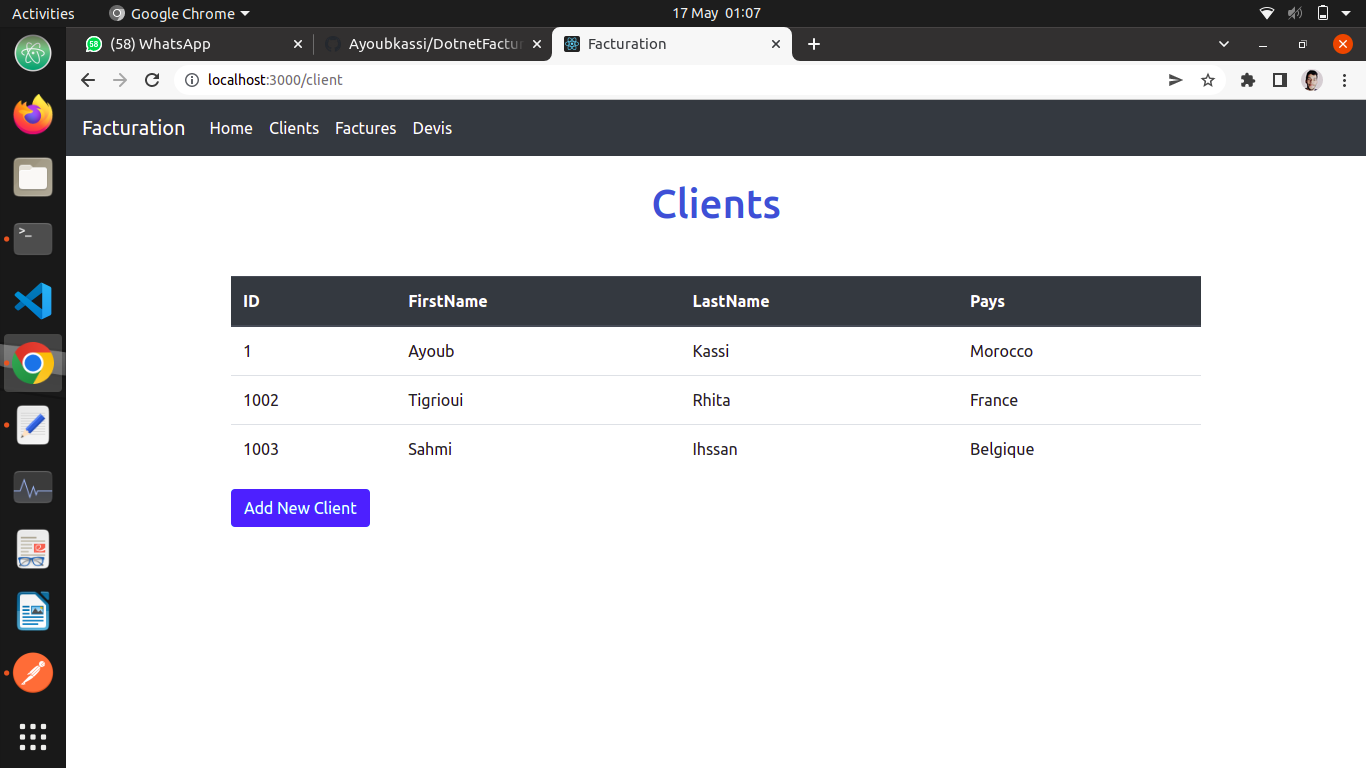 Activities Google Chrome 17 May 01:07
(58) WhatsApp Ayoubkassi/DotnetFactur Facturation
localhost:3000/client
Facturation Home Clients Factures Devis
Clients
ID FirstName LastName Pays
1 Ayoub Kassi Morocco
1002 Tigrioui Rhita France
1003 Sahmi Ihssan Belgique
Add New Client